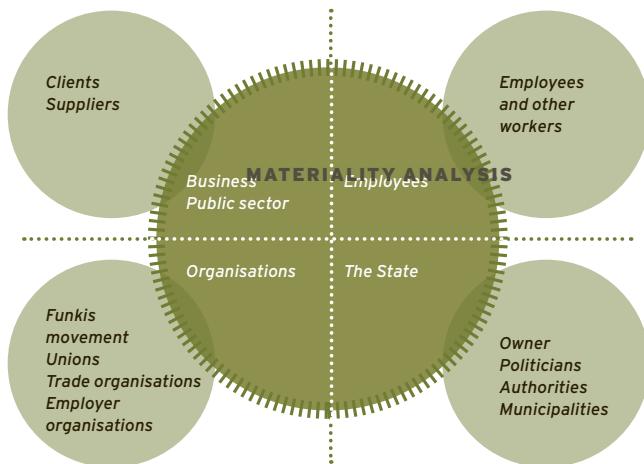 Clients
Suppliers
Employees
and other
workers
MATERIALITY ANALYSIS
Business
Public sector
Employees
Organisations
The State
Funkis
movement
Unions
Trade organisations
Employer
organisations
Owner
Politicians
Authorities
Municipalities